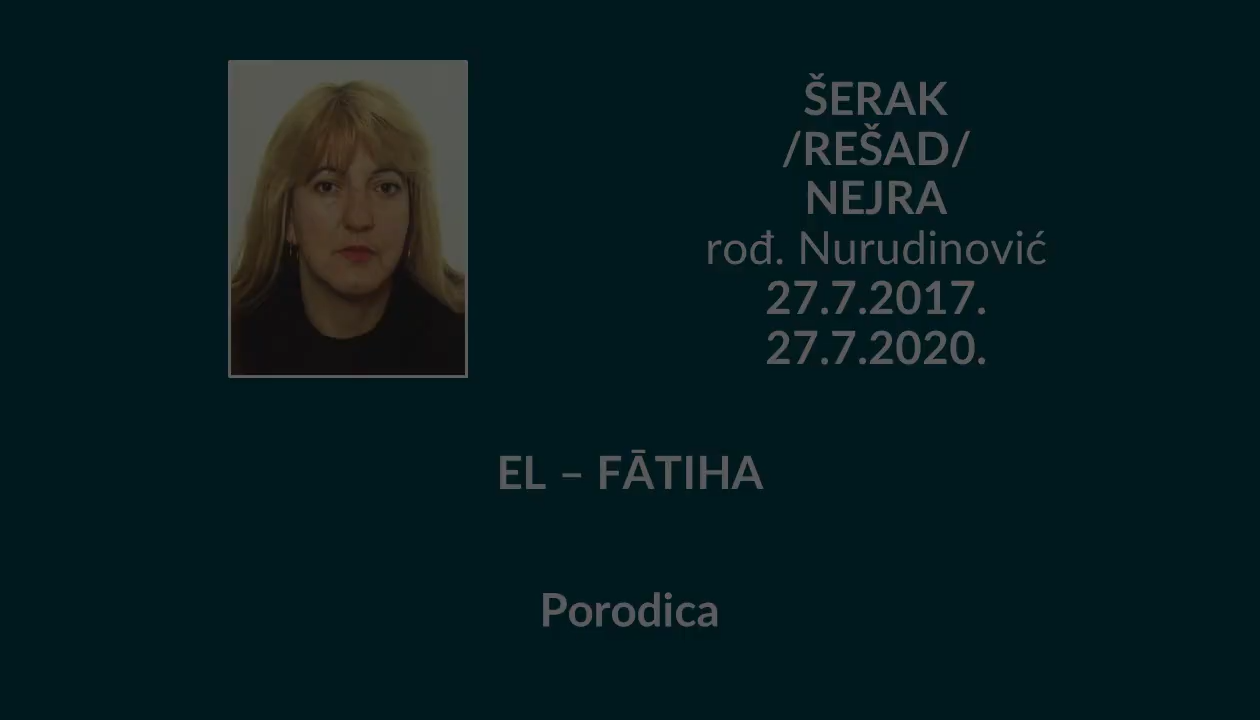 ŠERAK
/REŠAD/
NEJRA
rođ. Nurudinović
27.7.2017.
27.7.2020.
EL – FĀTIHA
Porodica